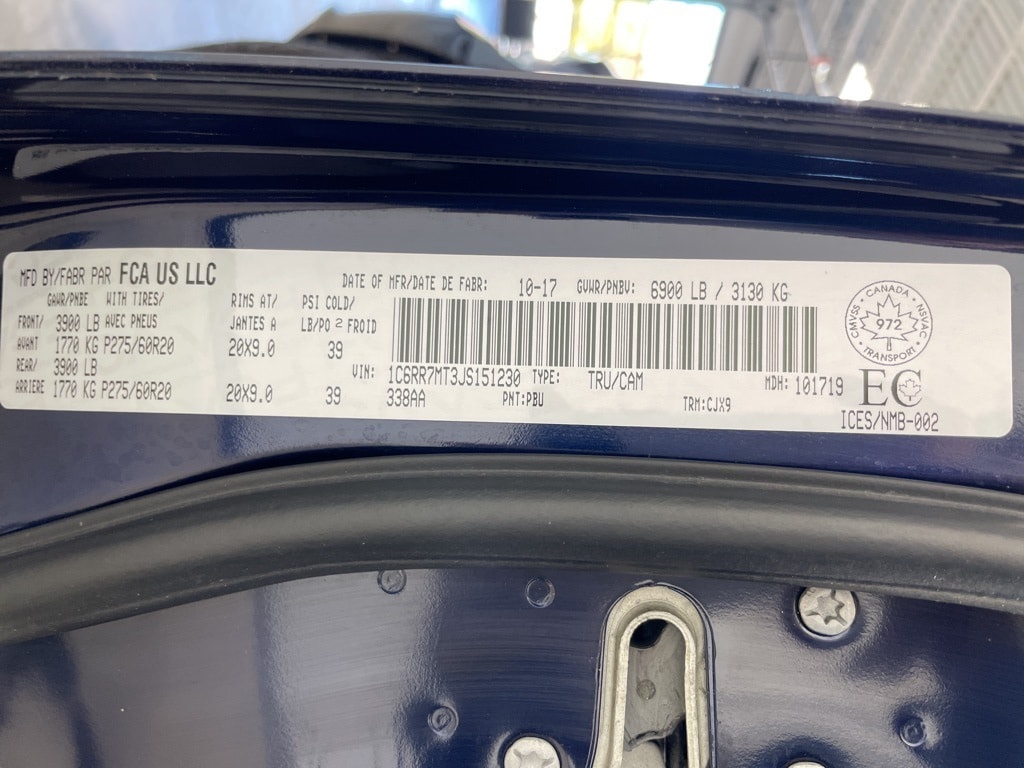 MFD BY/FABR PAR FCA US LLC
DATE OF MFR/DATE DE FABR: 10-17 GVWR/PNBV: 6900 LB / 3130 KG
GAWR/PNBE WITH TIRES/ RIMS AT/ PSI COLD/
FRONT/ 3900 LB AVEC PNEUS JANTES A LB/PO 2 FROID
AVANT 1770 KG P275/60R20 20X9.0 39
REAR/ 3900 LB
ARRIERE 1770 KG P275/60R20 20X9.0 39
VIN: 1C6RR7MT3JS151230 TYPE: TRU/CAM MDH: 101719
338AA PNT:PBU TRM:CJX9
CANADA
CMVSS 972 NSVAC
TRANSPORT
EC
ICES/NMB-002